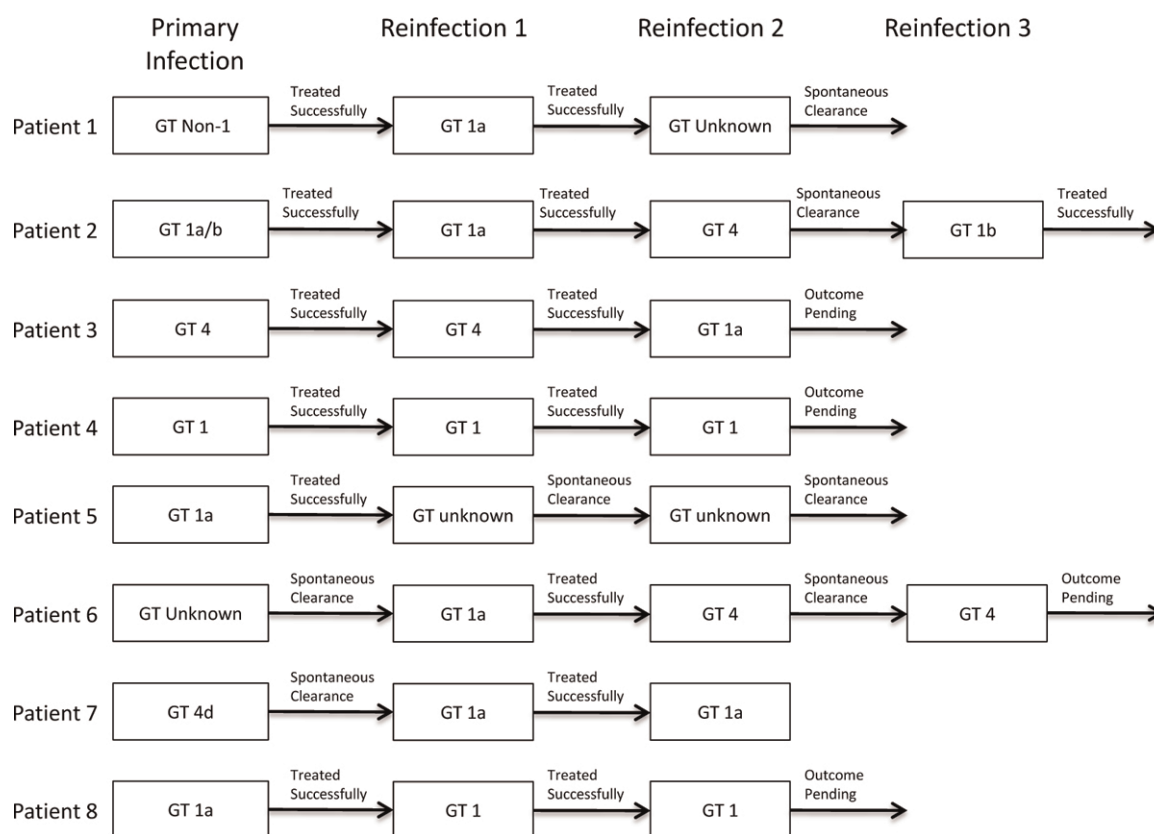 Primary
Infection
Reinfection 1
Reinfection 2
Reinfection 3
Patient 1
GT Non-1
Treated
Successfully
GT 1a
Treated
Successfully
GT Unknown
Spontaneous
Clearance
Patient 2
GT 1a/b
Treated
Successfully
GT 1a
Treated
Successfully
GT 4
Spontaneous
Clearance
GT 1b
Treated
Successfully
Patient 3
GT 4
Treated
Successfully
GT 4
Treated
Successfully
GT 1a
Outcome
Pending
Patient 4
GT 1
Treated
Successfully
GT 1
Treated
Successfully
GT 1
Outcome
Pending
Patient 5
GT 1a
Treated
Successfully
GT unknown
Spontaneous
Clearance
GT unknown
Spontaneous
Clearance
Patient 6
GT Unknown
Spontaneous
Clearance
GT 1a
Treated
Successfully
GT 4
Spontaneous
Clearance
GT 4
Outcome
Pending
Patient 7
GT 4d
Spontaneous
Clearance
GT 1a
Treated
Successfully
GT 1a
Patient 8
GT 1a
Treated
Successfully
GT 1
Treated
Successfully
GT 1
Outcome
Pending